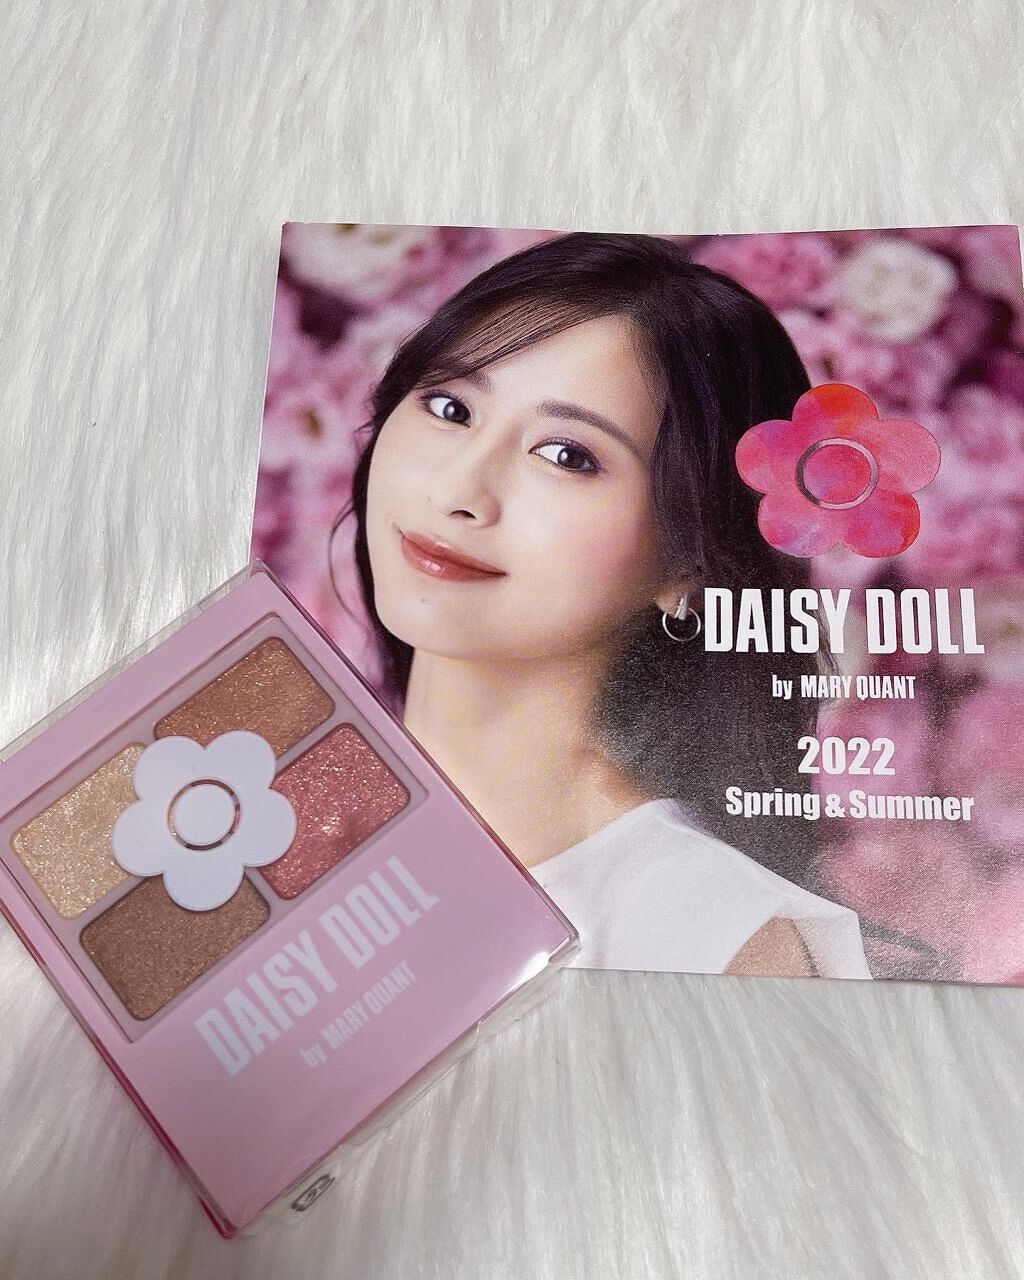 DAISY DOLL
by MARY QUANT
2022
Spring & Summer
DAISY DOLL
by MARY QUANT